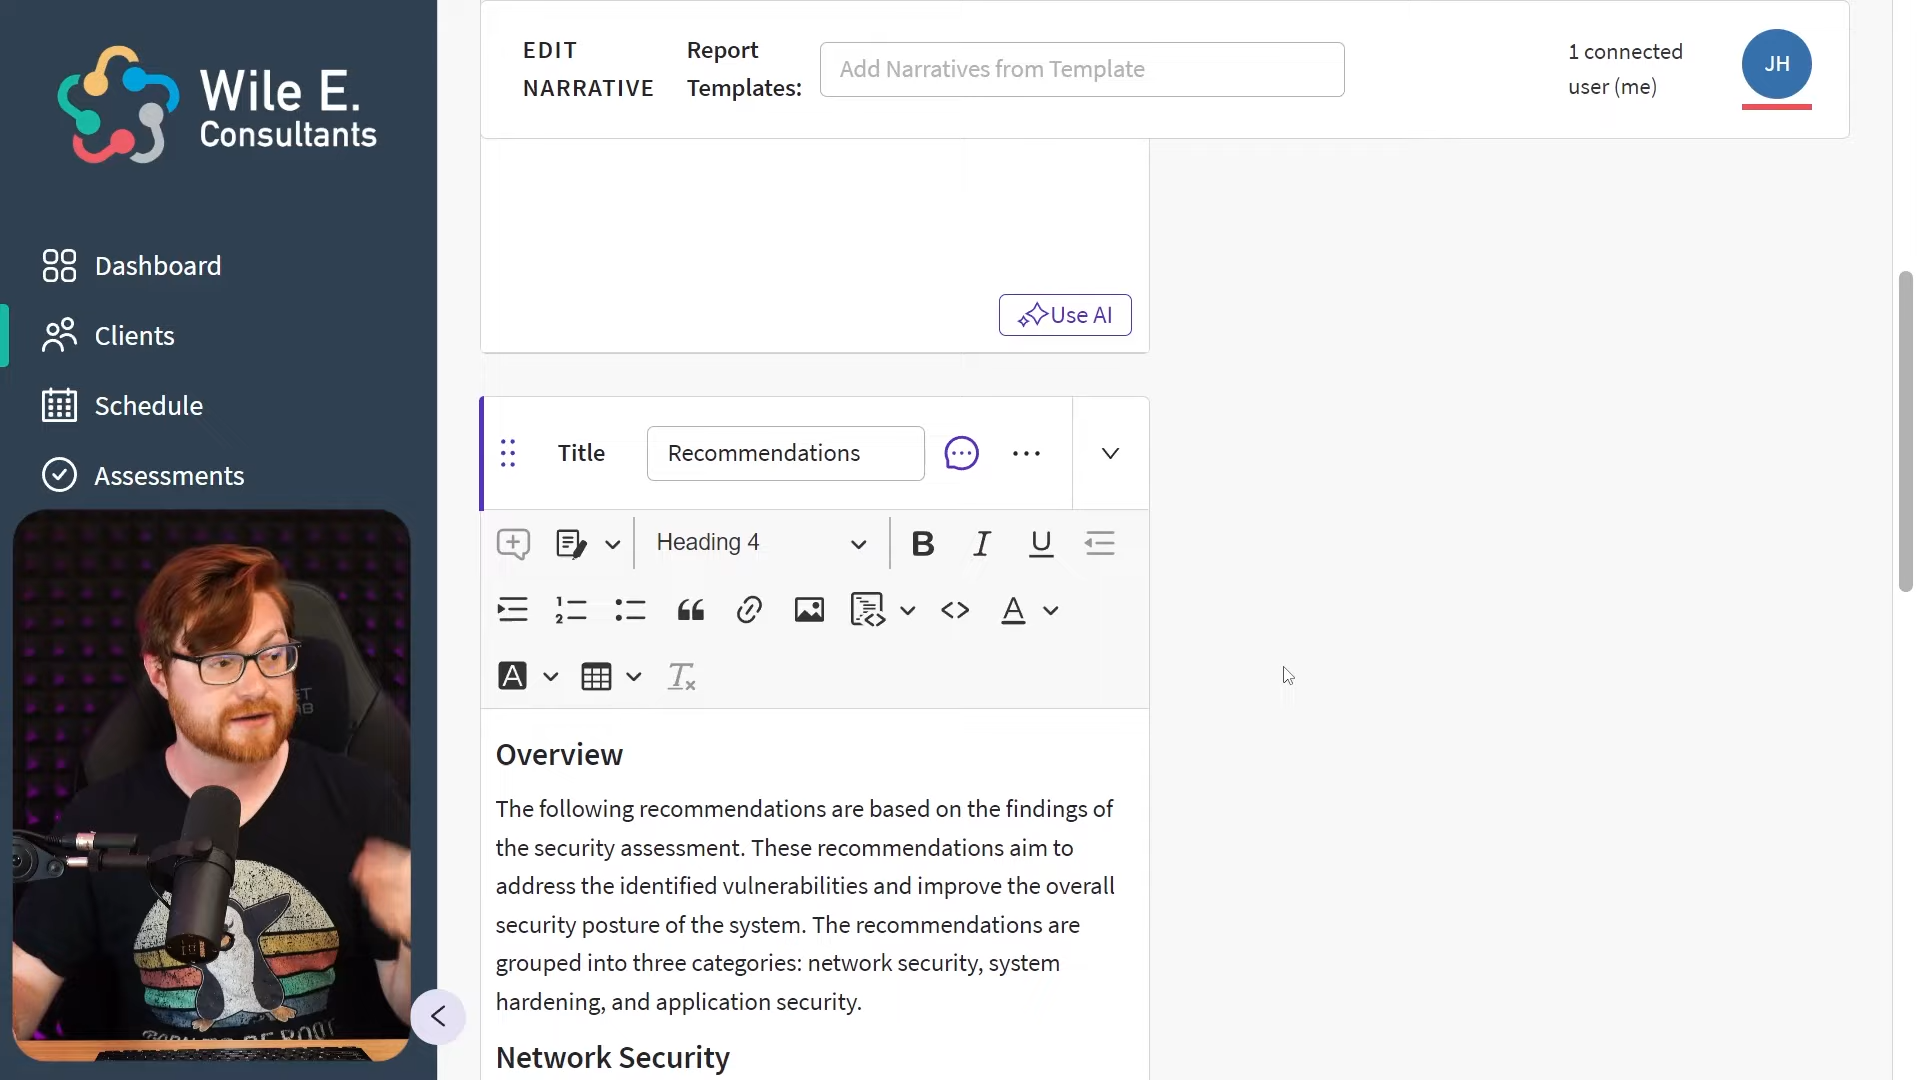 Wile E.
Consultants
Dashboard
Clients
Schedule
Assessments
EDIT
NARRATIVE
Report
Templates:
Add Narratives from Template
1 connected
user (me)
JH
Use AI
Title
Recommendations
Heading 4
Overview
The following recommendations are based on the findings of
the security assessment. These recommendations aim to
address the identified vulnerabilities and improve the overall
security posture of the system. The recommendations are
grouped into three categories: network security, system
hardening, and application security.
Network Security